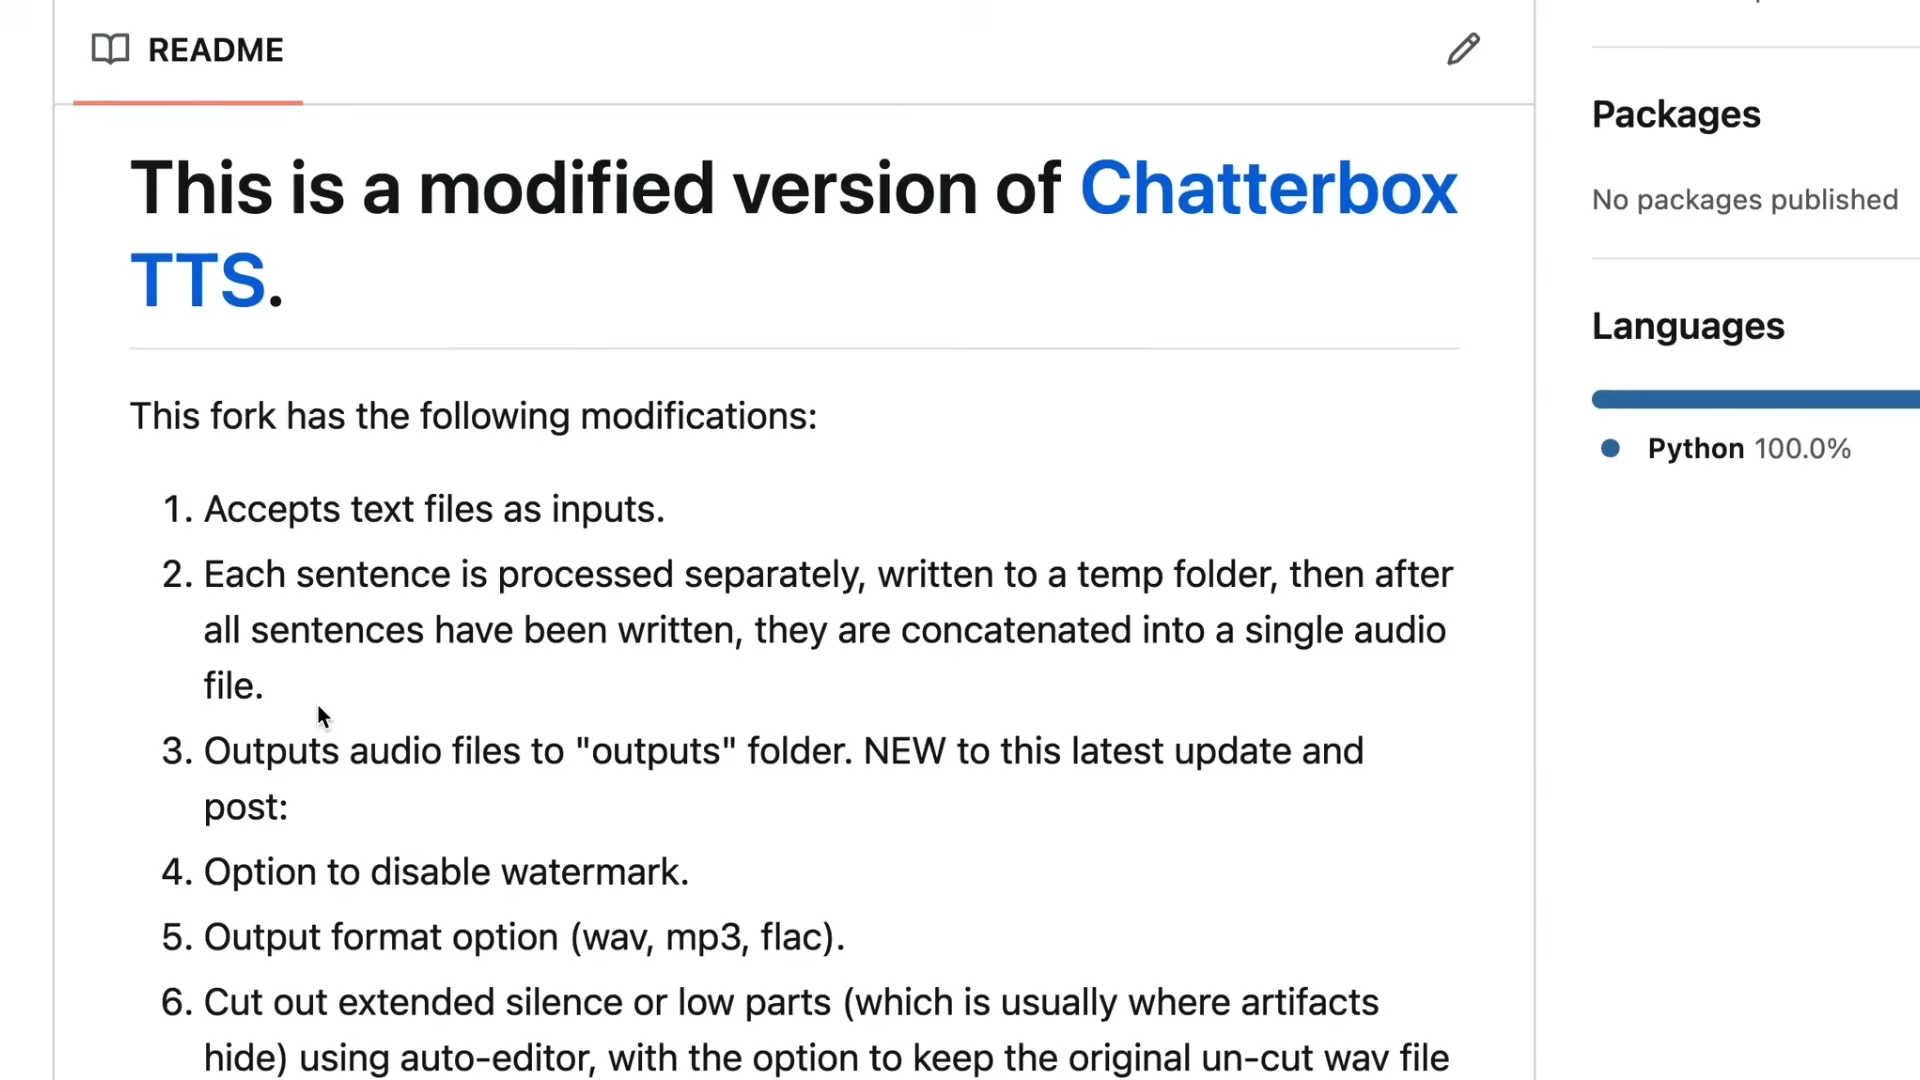 README
This is a modified version of Chatterbox
TTS.
This fork has the following modifications:
1. Accepts text files as inputs.
2. Each sentence is processed separately, written to a temp folder, then after
all sentences have been written, they are concatenated into a single audio
file.
3. Outputs audio files to "outputs" folder. NEW to this latest update and
post:
4. Option to disable watermark.
5. Output format option (wav, mp3, flac).
6. Cut out extended silence or low parts (which is usually where artifacts
hide) using auto-editor, with the option to keep the original un-cut wav file
Packages
No packages published
Languages
Python 100.0%